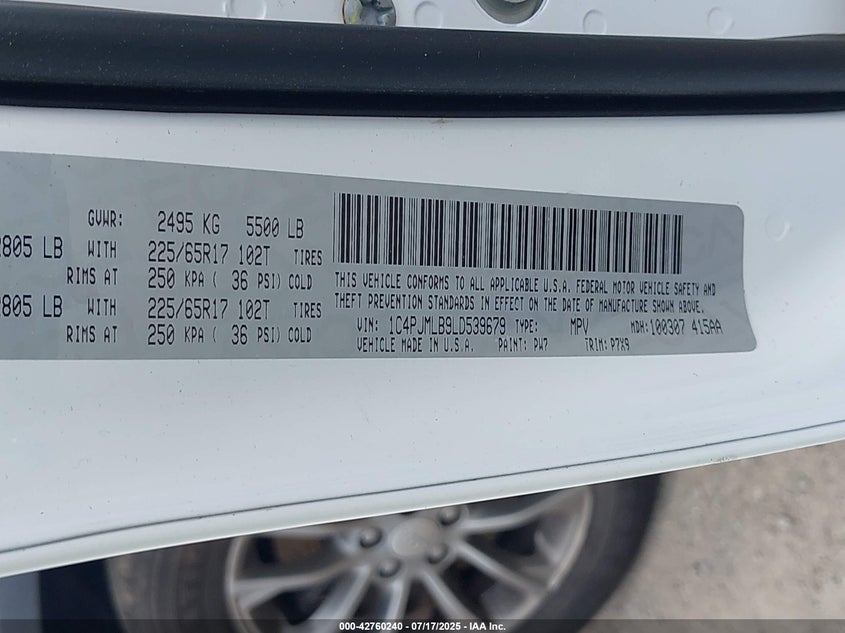 GVWR: 2495 KG 5500 LB
2805 LB WITH 225/65R17 102T TIRES
RIMS AT 250 KPA ( 36 PSI) COLD
2805 LB WITH 225/65R17 102T TIRES
RIMS AT 250 KPA ( 36 PSI) COLD
THIS VEHICLE CONFORMS TO ALL APPLICABLE U.S.A. FEDERAL MOTOR VEHICLE SAFETY AND
THEFT PREVENTION STANDARDS IN EFFECT ON THE DATE OF MANUFACTURE SHOWN ABOVE.
VIN: 1C4PJMLB9LD539679 TYPE: MPV MDH: 100307 415AA
VEHICLE MADE IN U.S.A. PAINT: PW7 TRIM: P7X9
000-42760240 - 07/17/2025 - IAA Inc.